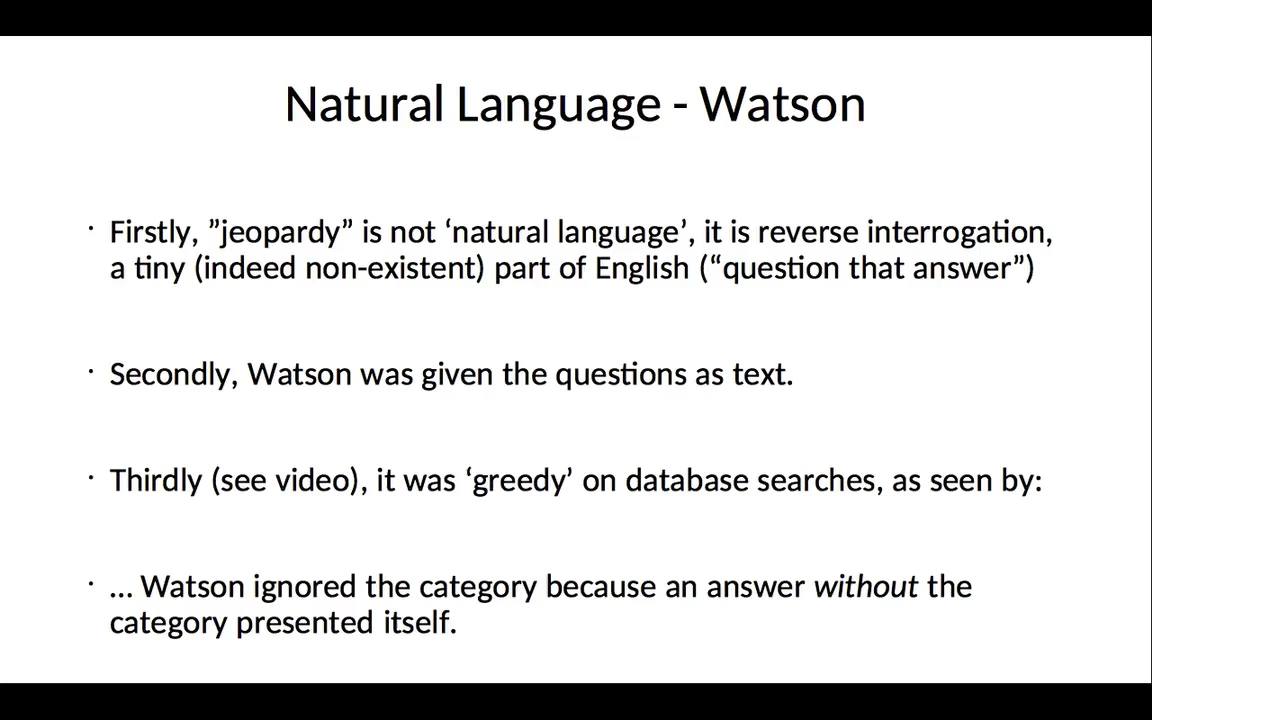 Natural Language - Watson
· Firstly, ”jeopardy” is not ‘natural language’, it is reverse interrogation,
a tiny (indeed non-existent) part of English (“question that answer”)
· Secondly, Watson was given the questions as text.
· Thirdly (see video), it was ‘greedy’ on database searches, as seen by:
· ... Watson ignored the category because an answer without the
category presented itself.